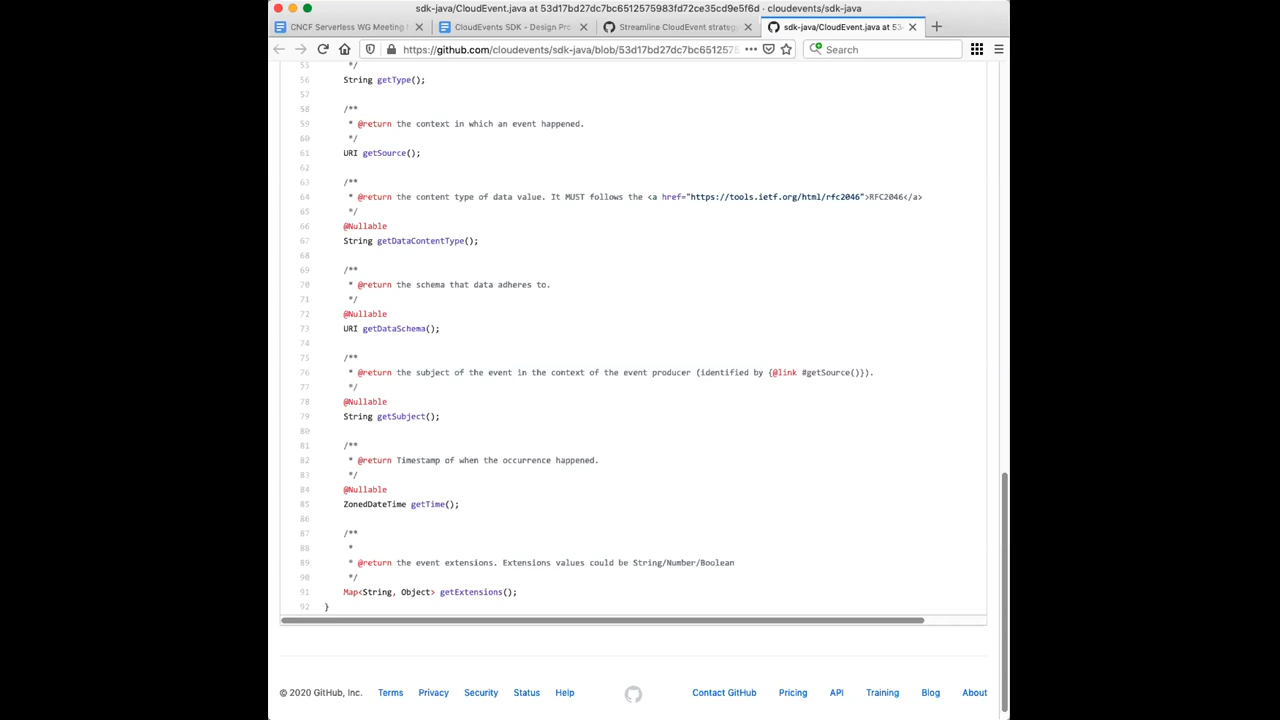 sdk-java/CloudEvent.java at 53d17bd27dc7bc6512575983fd72ce35cd9e5f6d · cloudevents/sdk-java
CNCF Serverless WG Meeting
CloudEvents SDK - Design Pro
Streamline CloudEvent strateg
sdk-java/CloudEvent.java at 53
https://github.com/cloudevents/sdk-java/blob/53d17bd27dc7bc6512575
Search
55 */
56 String getType();
57
58 /**
59 * @return the context in which an event happened.
60 */
61 URI getSource();
62
63 /**
64 * @return the content type of data value. It MUST follows the <a href="https://tools.ietf.org/html/rfc2046">RFC2046</a>
65 */
66 @Nullable
67 String getDataContentType();
68
69 /**
70 * @return the schema that data adheres to.
71 */
72 @Nullable
73 URI getDataSchema();
74
75 /**
76 * @return the subject of the event in the context of the event producer (identified by {@link #getSource()}).
77 */
78 @Nullable
79 String getSubject();
80
81 /**
82 * @return Timestamp of when the occurrence happened.
83 */
84 @Nullable
85 ZonedDateTime getTime();
86
87 /**
88 *
89 * @return the event extensions. Extensions values could be String/Number/Boolean
90 */
91 Map<String, Object> getExtensions();
92 }
© 2020 GitHub, Inc. Terms Privacy Security Status Help Contact GitHub Pricing API Training Blog About